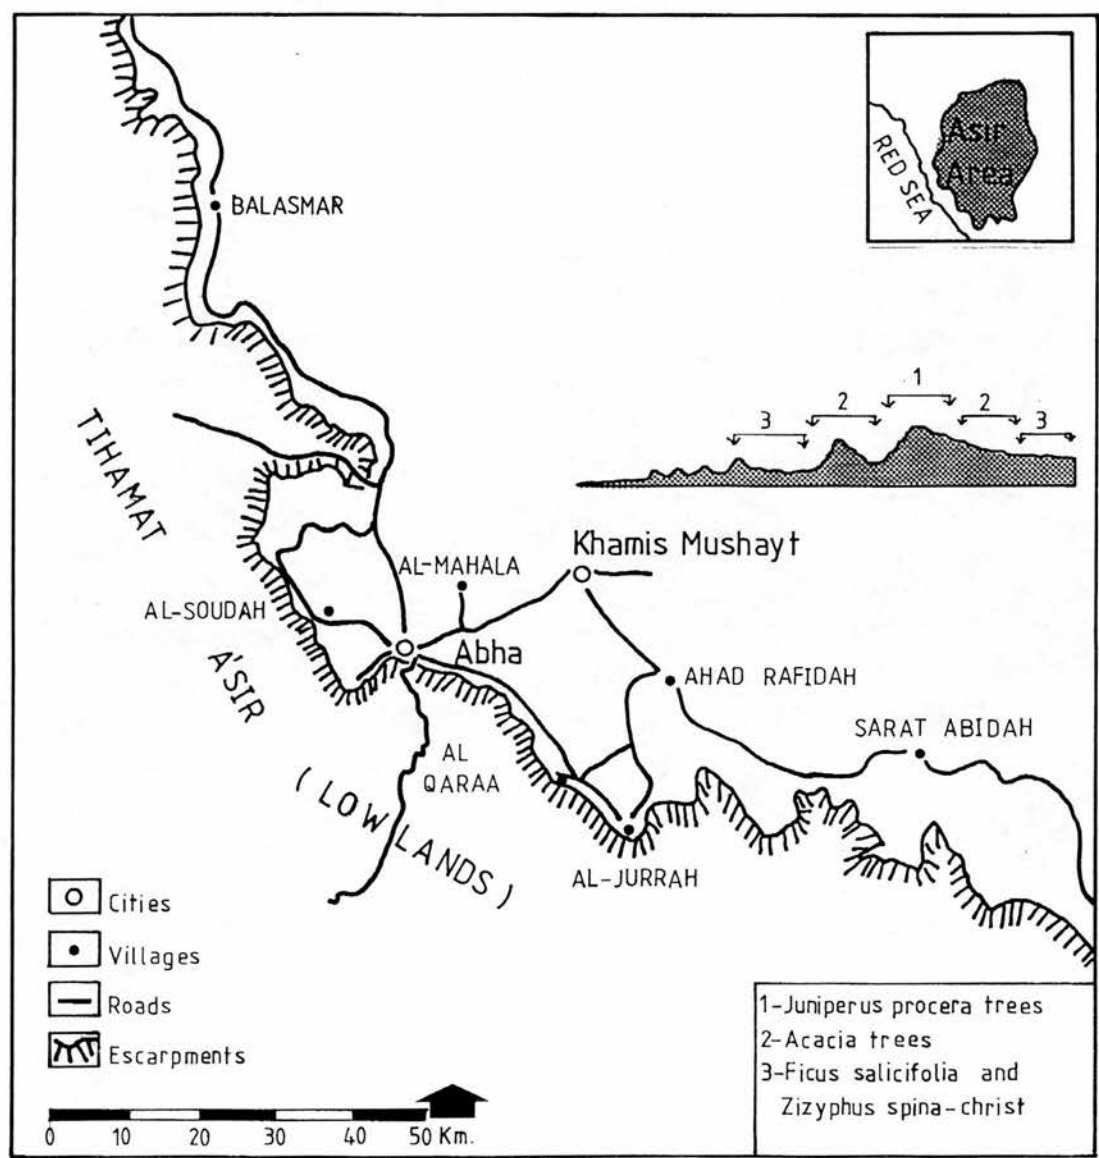 Asir
Area
RED SEA
BALASMAR
1
2
2
3
3
TIHAMAT
A'SIR
(LOW LANDS)
Khamis Mushayt
AL-MAHALA
AL-SOUDAH
Abha
AHAD RAFIDAH
SARAT ABIDAH
AL
QARAA
AL-JURRAH
Cities
Villages
Roads
Escarpments
0 10 20 30 40 50 Km.
1-Juniperus procera trees
2-Acacia trees
3-Ficus salicifolia and
Zizyphus spina-christ